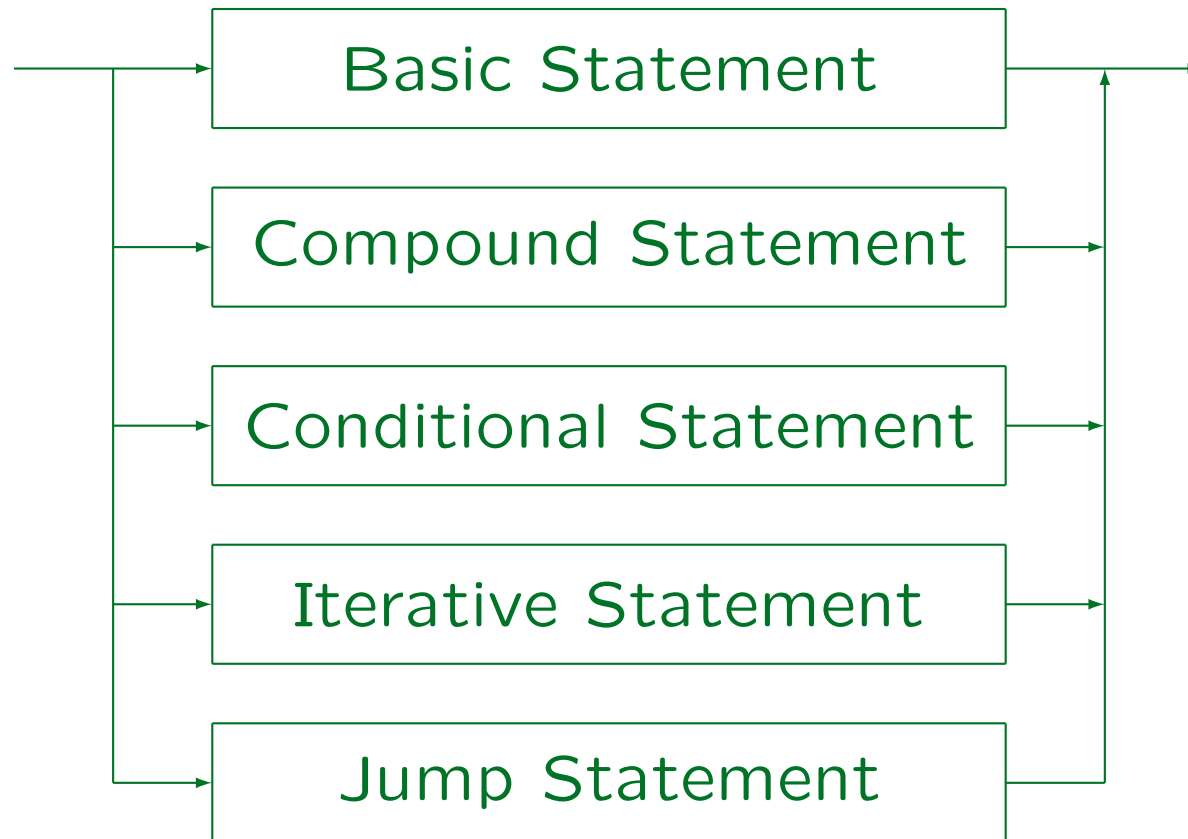 Basic Statement
Compound Statement
Conditional Statement
Iterative Statement
Jump Statement